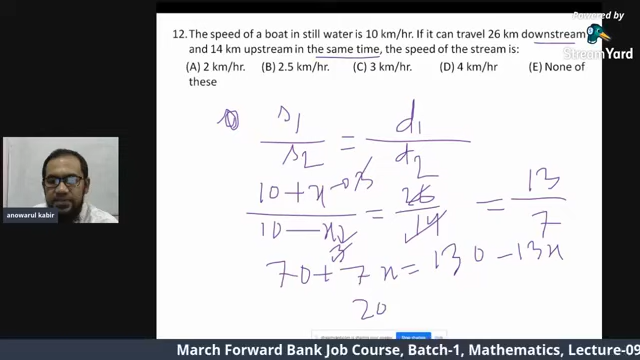 Powered by
StreamYard
12. The speed of a boat in still water is 10 km/hr. If it can travel 26 km downstream
and 14 km upstream in the same time, the speed of the stream is:
(A) 2 km/hr. (B) 2.5 km/hr. (C) 3 km/hr. (D) 4 km/hr (E) None of
these
s1 / s2 = d1 / d2
10 + x / 10 — x = 26 / 14 = 13 / 7
70 + 7x = 130 - 13x
20
anowarul kabir
March Forward Bank Job Course, Batch-1, Mathematics, Lecture-09